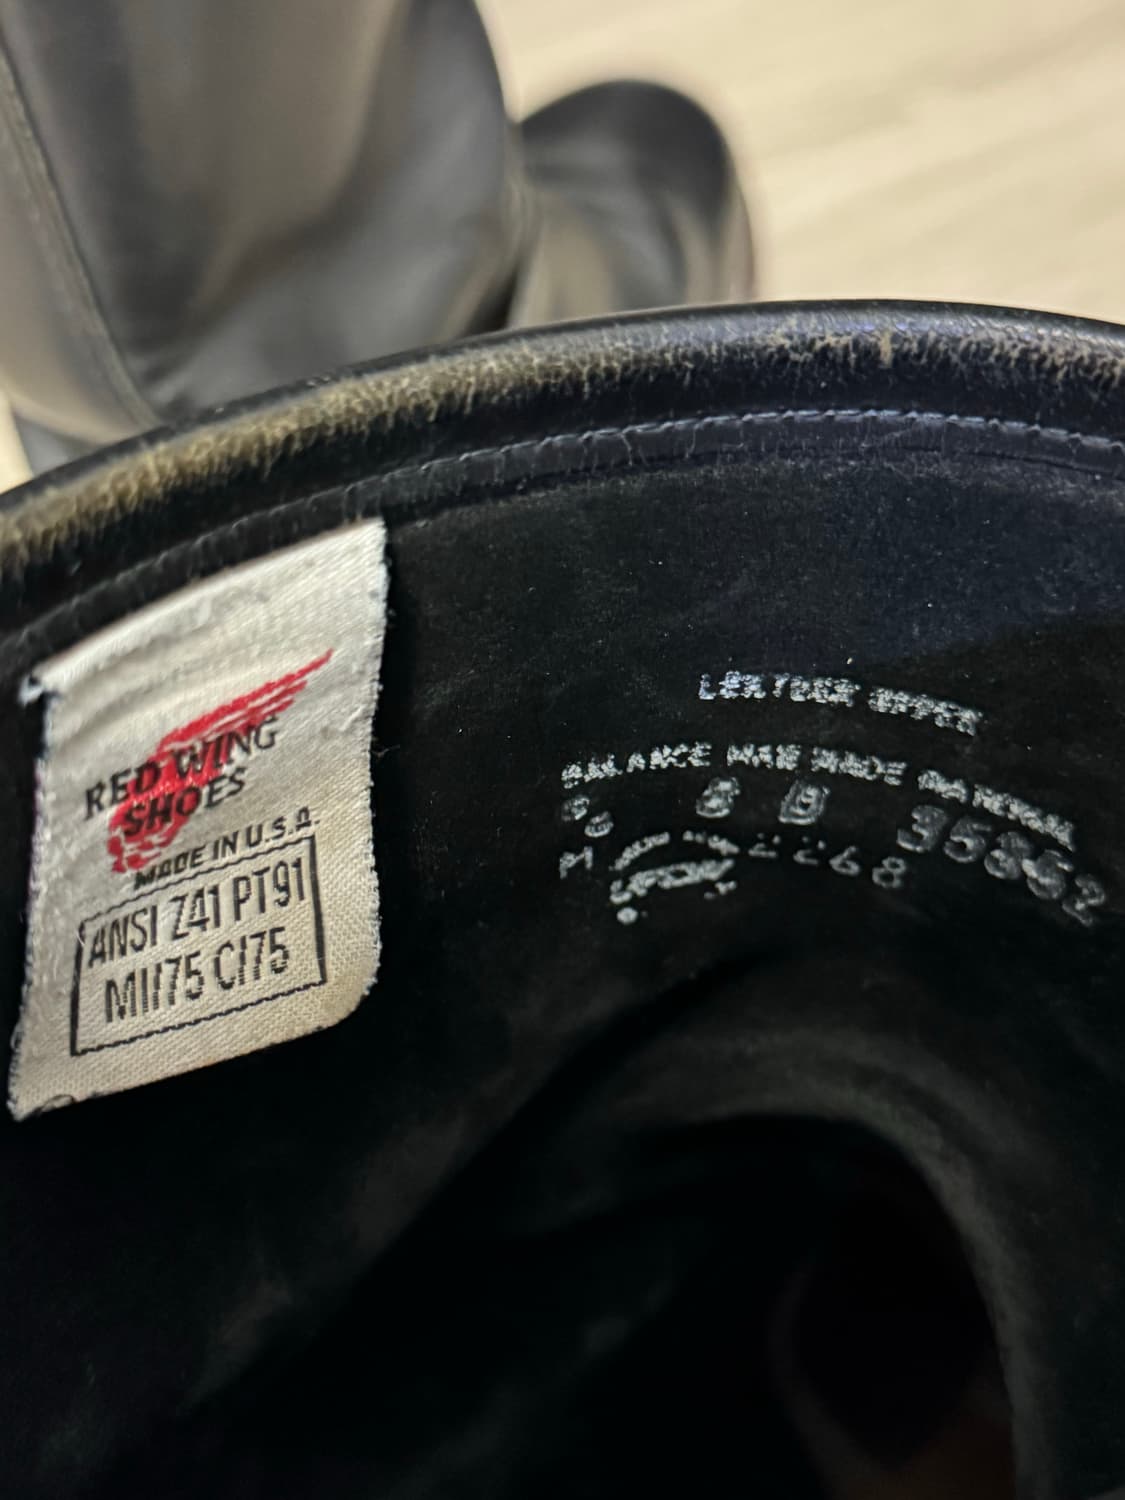 RED WING
SHOES
MADE IN U.S.A.
ANSI Z41 PT91
MI/75 C/75
LEATHER UPPER
BALANCE MAN MADE MATERIAL
8 D 35862
2268